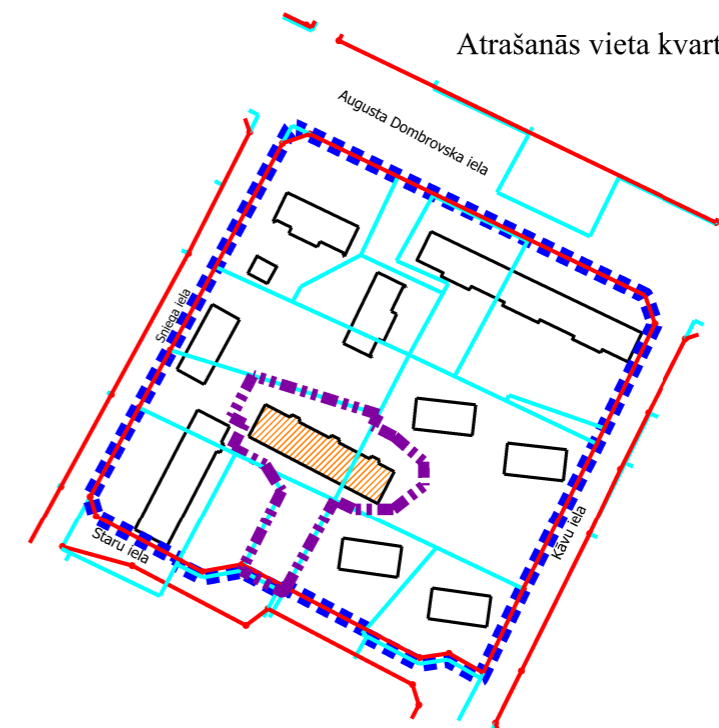 Atrašanās vieta kvart
Augusta Dombrovska iela
Sniega iela
Kāvu iela
Staru iela